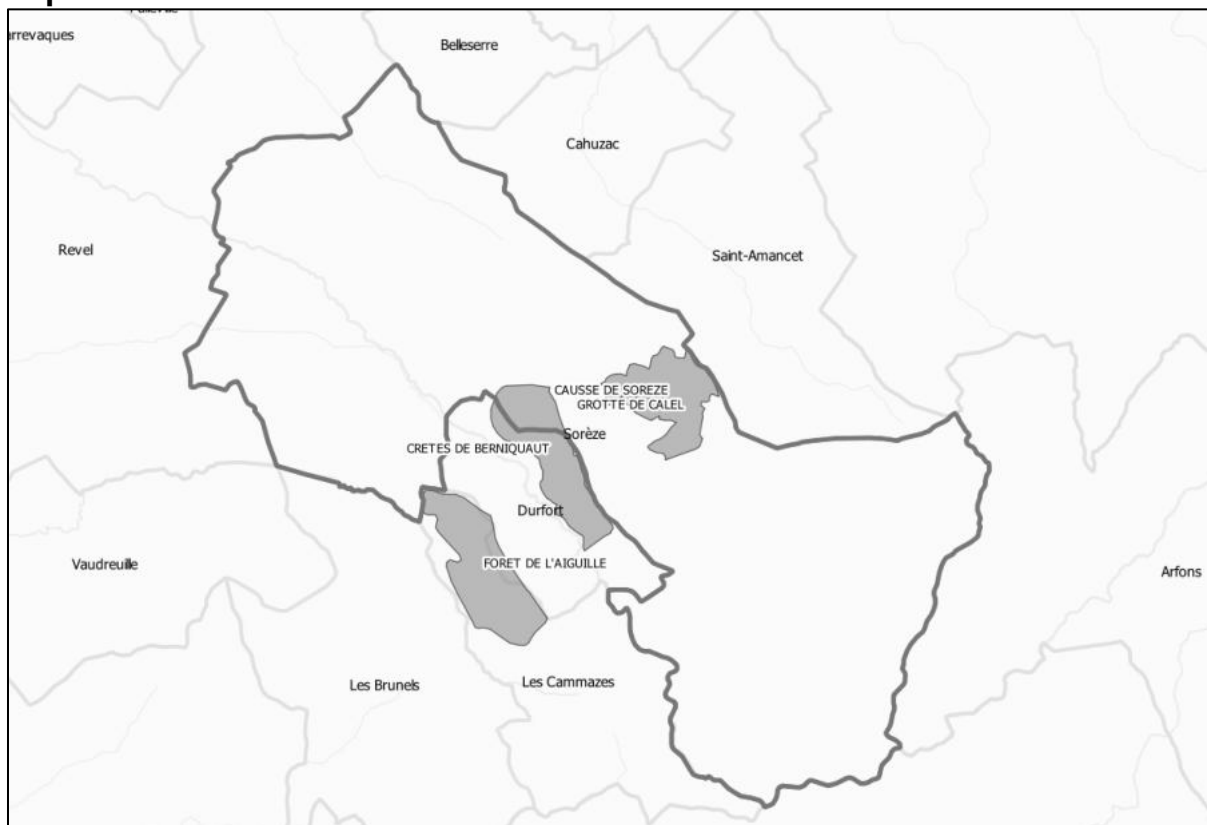 Belleserre
Cahuzac
Revel
Saint-Amancet
CAUSSE DE SOREZE
GROTTE DE CALEL
Sorèze
CRETES DE BERNIQUAUT
Durfort
FORET DE L'AIGUILLE
Vaudreuille
Arfons
Les Brunels
Les Cammazes